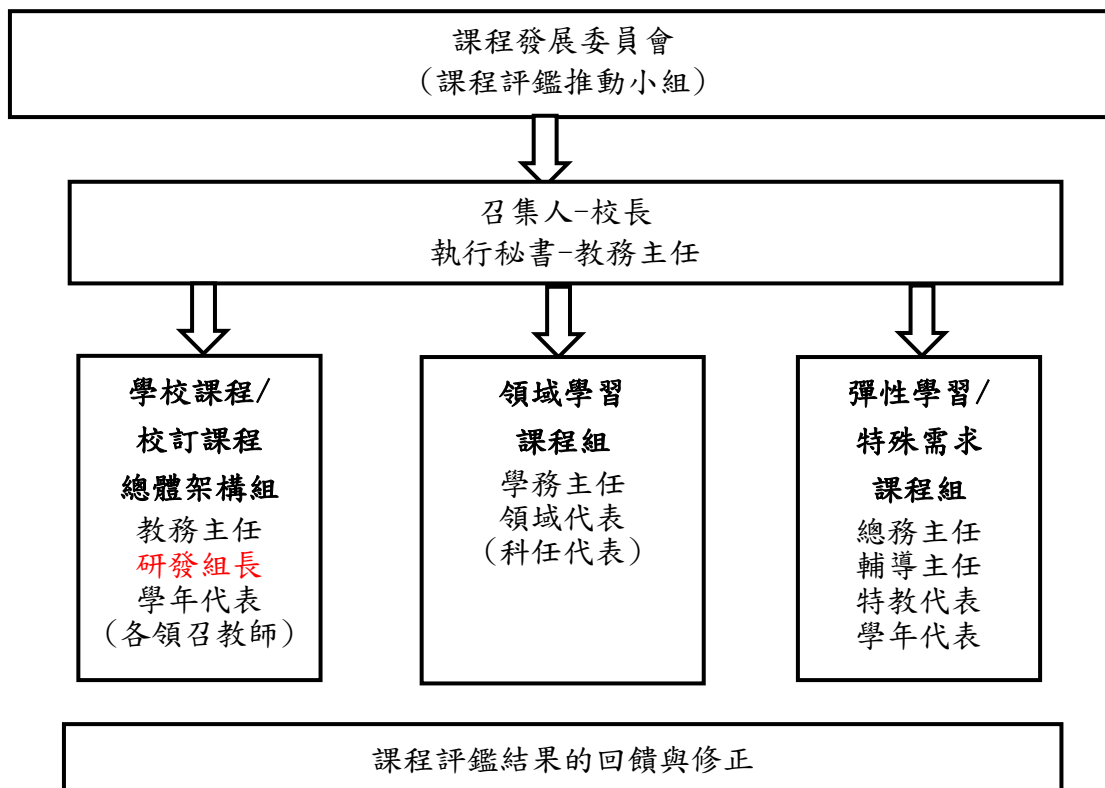 課程發展委員會
(課程評鑑推動小組)
召集人-校長
執行秘書-教務主任
學校課程/
校訂課程
總體架構組
教務主任
研發組長
學年代表
(各領召教師)
領域學習
課程組
學務主任
領域代表
(科任代表)
彈性學習/
特殊需求
課程組
總務主任
輔導主任
特教代表
學年代表
課程評鑑結果的回饋與修正